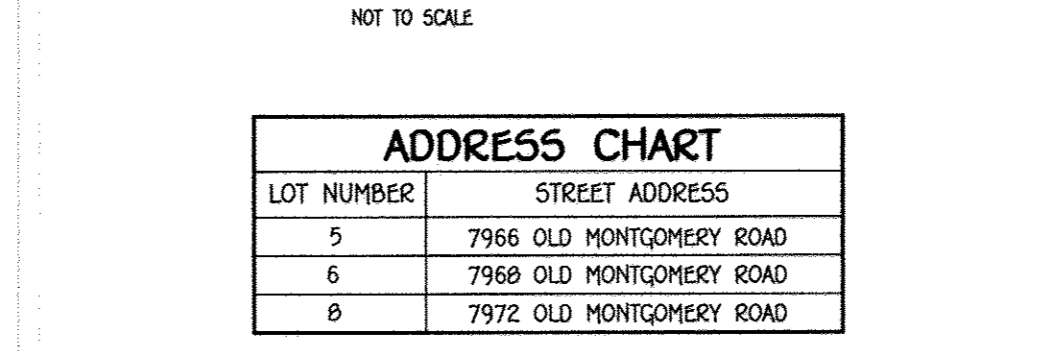 NOT TO SCALE
ADDRESS CHART
LOT NUMBER STREET ADDRESS
5 7966 OLD MONTGOMERY ROAD
6 7968 OLD MONTGOMERY ROAD
8 7972 OLD MONTGOMERY ROAD